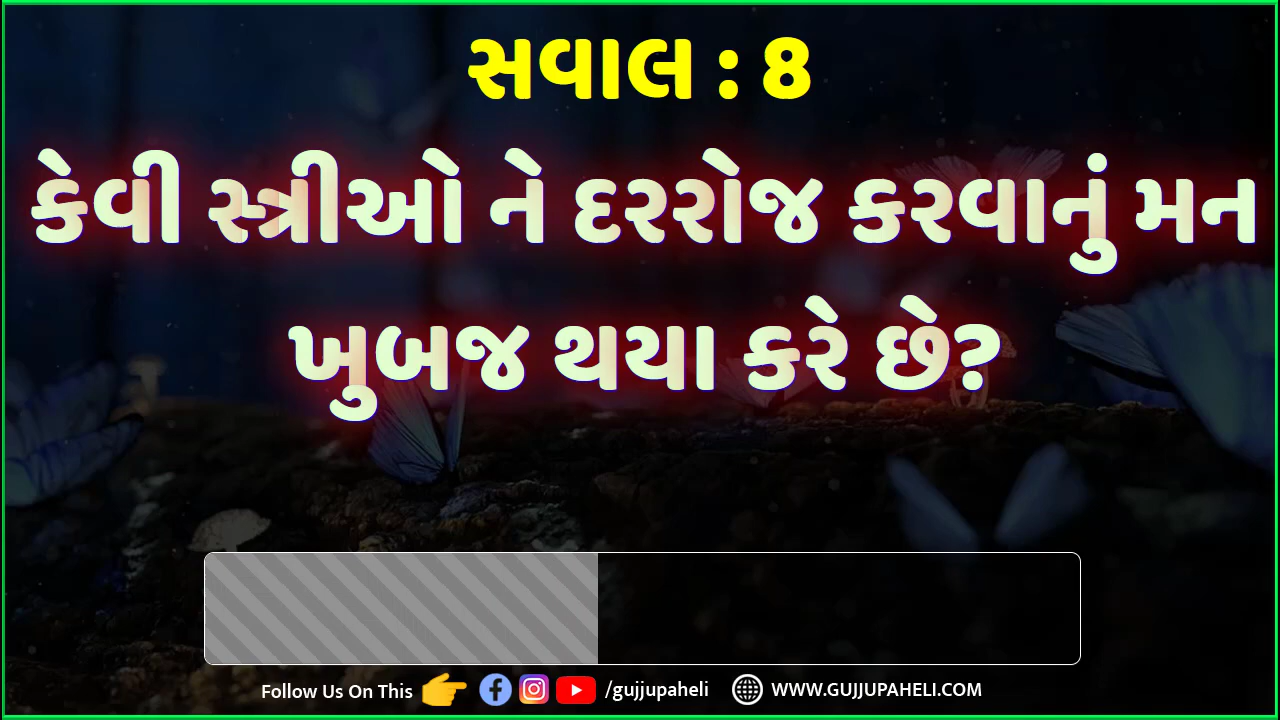 સવાલ : 8
કેવી સ્ત્રીઓ ને દરરોજ કરવાનું મન
ખુબજ થયા કરે છે?
Follow Us On This /gujjupaheli WWW.GUJJUPAHELI.COM